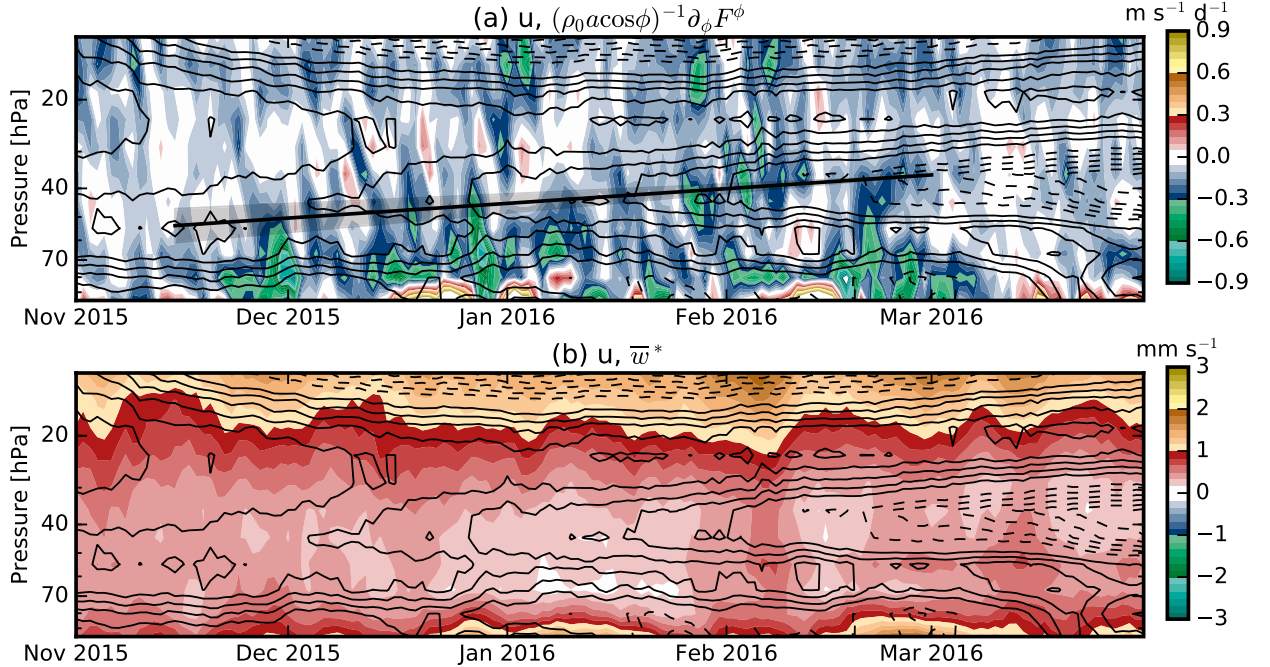 (a) u, (ρ₀acosϕ)⁻¹∂ϕF^ϕ
m s⁻¹ d⁻¹
Pressure [hPa]
20
40
70
0.9
0.6
0.3
0.0
−0.3
−0.6
−0.9
Nov 2015 Dec 2015 Jan 2016 Feb 2016 Mar 2016
(b) u, w̅*
mm s⁻¹
Pressure [hPa]
20
40
70
3
2
1
0
−1
−2
−3
Nov 2015 Dec 2015 Jan 2016 Feb 2016 Mar 2016